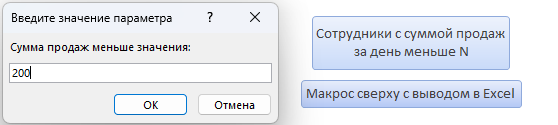 Введите значение параметра ? ×
Сумма продаж меньше значения:
200
OK
Отмена
Сотрудники с суммой продаж
за день меньше N
Макрос сверху с выводом в Excel